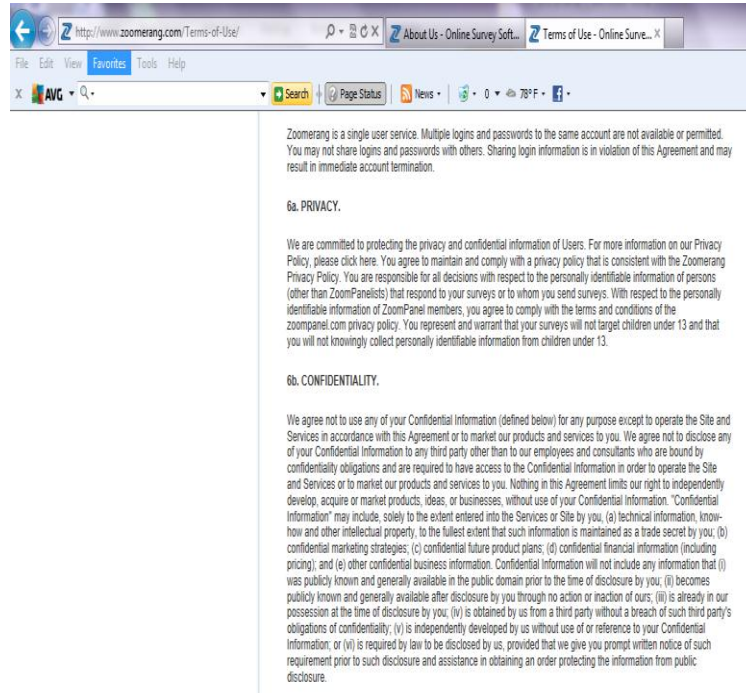 http://www.zoomerang.com/Terms-of-Use/
About Us - Online Survey Soft...
Terms of Use - Online Surve...
File Edit View Favorites Tools Help
X AVG Search Page Status News 0 78° F
Zoomerang is a single user service. Multiple logins and passwords to the same account are not available or permitted.
You may not share logins and passwords with others. Sharing login information is in violation of this Agreement and may
result in immediate account termination.
6a. PRIVACY.
We are committed to protecting the privacy and confidential information of Users. For more information on our Privacy
Policy, please click here. You agree to maintain and comply with a privacy policy that is consistent with the Zoomerang
Privacy Policy. You are responsible for all decisions with respect to the personally identifiable information of persons
(other than ZoomPanelists) that respond to your surveys or to whom you send surveys. With respect to the personally
identifiable information of ZoomPanel members, you agree to comply with the terms and conditions of the
zoompanel.com privacy policy. You represent and warrant that your surveys will not target children under 13 and that
you will not knowingly collect personally identifiable information from children under 13.
6b. CONFIDENTIALITY.
We agree not to use any of your Confidential Information (defined below) for any purpose except to operate the Site and
Services in accordance with this Agreement or to market our products and services to you. We agree not to disclose any
of your Confidential Information to any third party other than to our employees and consultants who are bound by
confidentiality obligations and are required to have access to the Confidential Information in order to operate the Site
and Services or to market our products and services to you. Nothing in this Agreement limits our right to independently
develop, acquire or market products, ideas, or businesses, without use of your Confidential Information. "Confidential
Information" may include, solely to the extent entered into the Services or Site by you, (a) technical information, know-
how and other intellectual property, to the fullest extent that such information is maintained as a trade secret by you; (b)
confidential marketing strategies; (c) confidential future product plans; (d) confidential financial information (including
pricing); and (e) other confidential business information. Confidential Information will not include any information that (i)
was publicly known and generally available in the public domain prior to the time of disclosure by you; (ii) becomes
publicly known and generally available after disclosure by you through no action or inaction of ours; (iii) is already in our
possession at the time of disclosure by you; (iv) is obtained by us from a third party without a breach of such third party's
obligations of confidentiality; (v) is independently developed by us without use of or reference to your Confidential
Information; or (vi) is required by law to be disclosed by us, provided that we give you prompt written notice of such
requirement prior to such disclosure and assistance in obtaining an order protecting the information from public
disclosure.